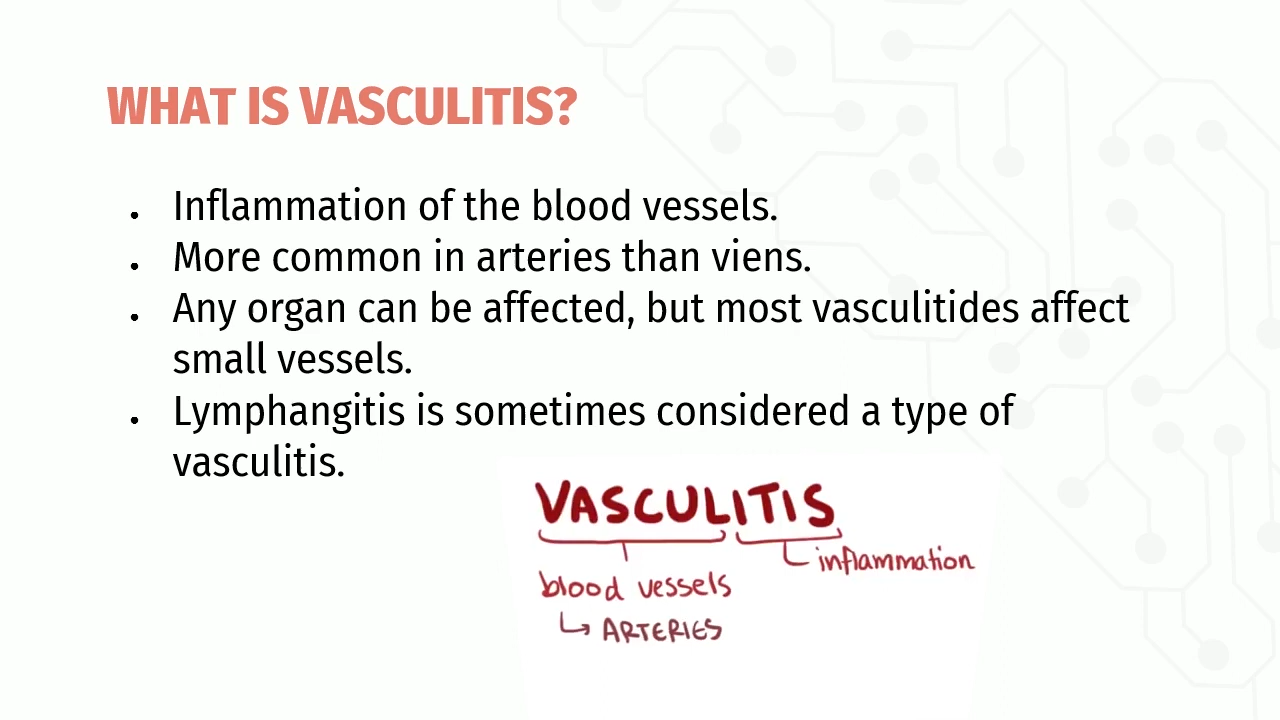 WHAT IS VASCULITIS?
. Inflammation of the blood vessels.
. More common in arteries than viens.
. Any organ can be affected, but most vasculitides affect
small vessels.
. Lymphangitis is sometimes considered a type of
vasculitis.
VASCULITIS
inflammation
blood vessels
ARTERIES